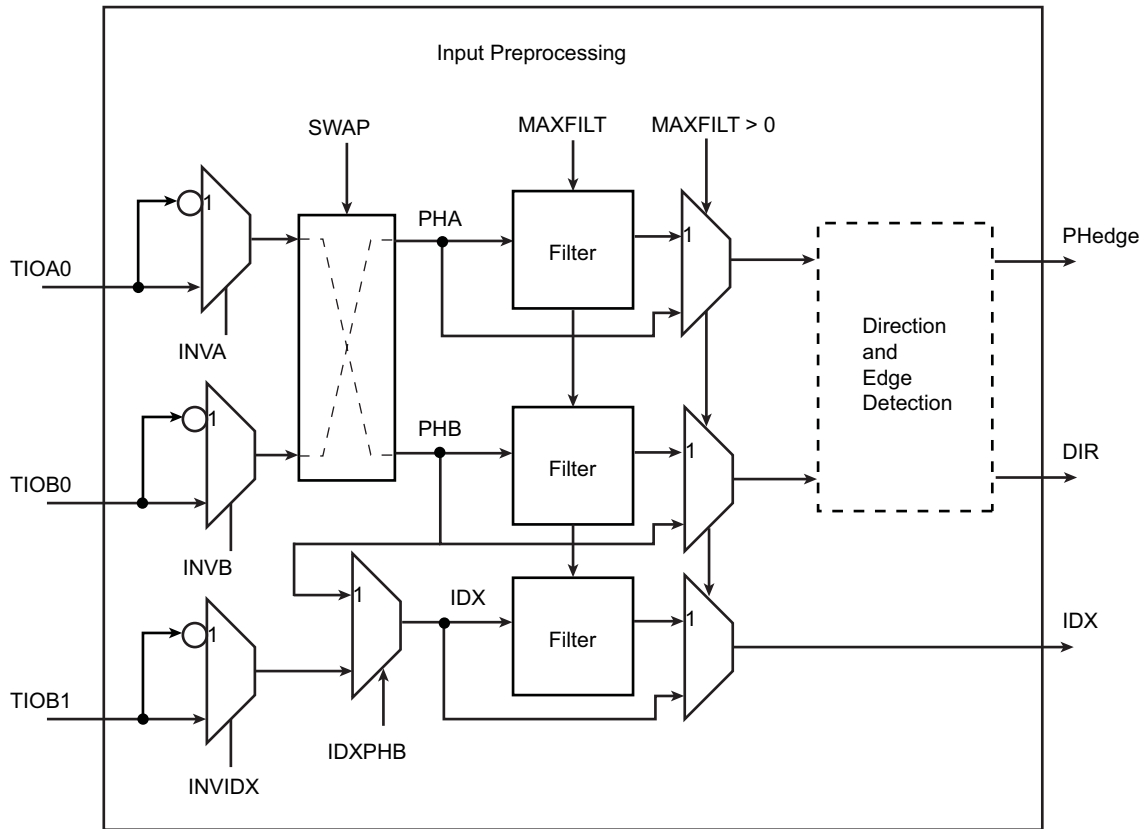 Input Preprocessing
SWAP
MAXFILT
MAXFILT > 0
1
PHA
Filter
1
PHedge
TIOA0
INVA
Direction
and
Edge
Detection
1
PHB
Filter
1
DIR
TIOB0
INVB
1
IDX
Filter
1
IDX
1
TIOB1
IDXPHB
INVIDX